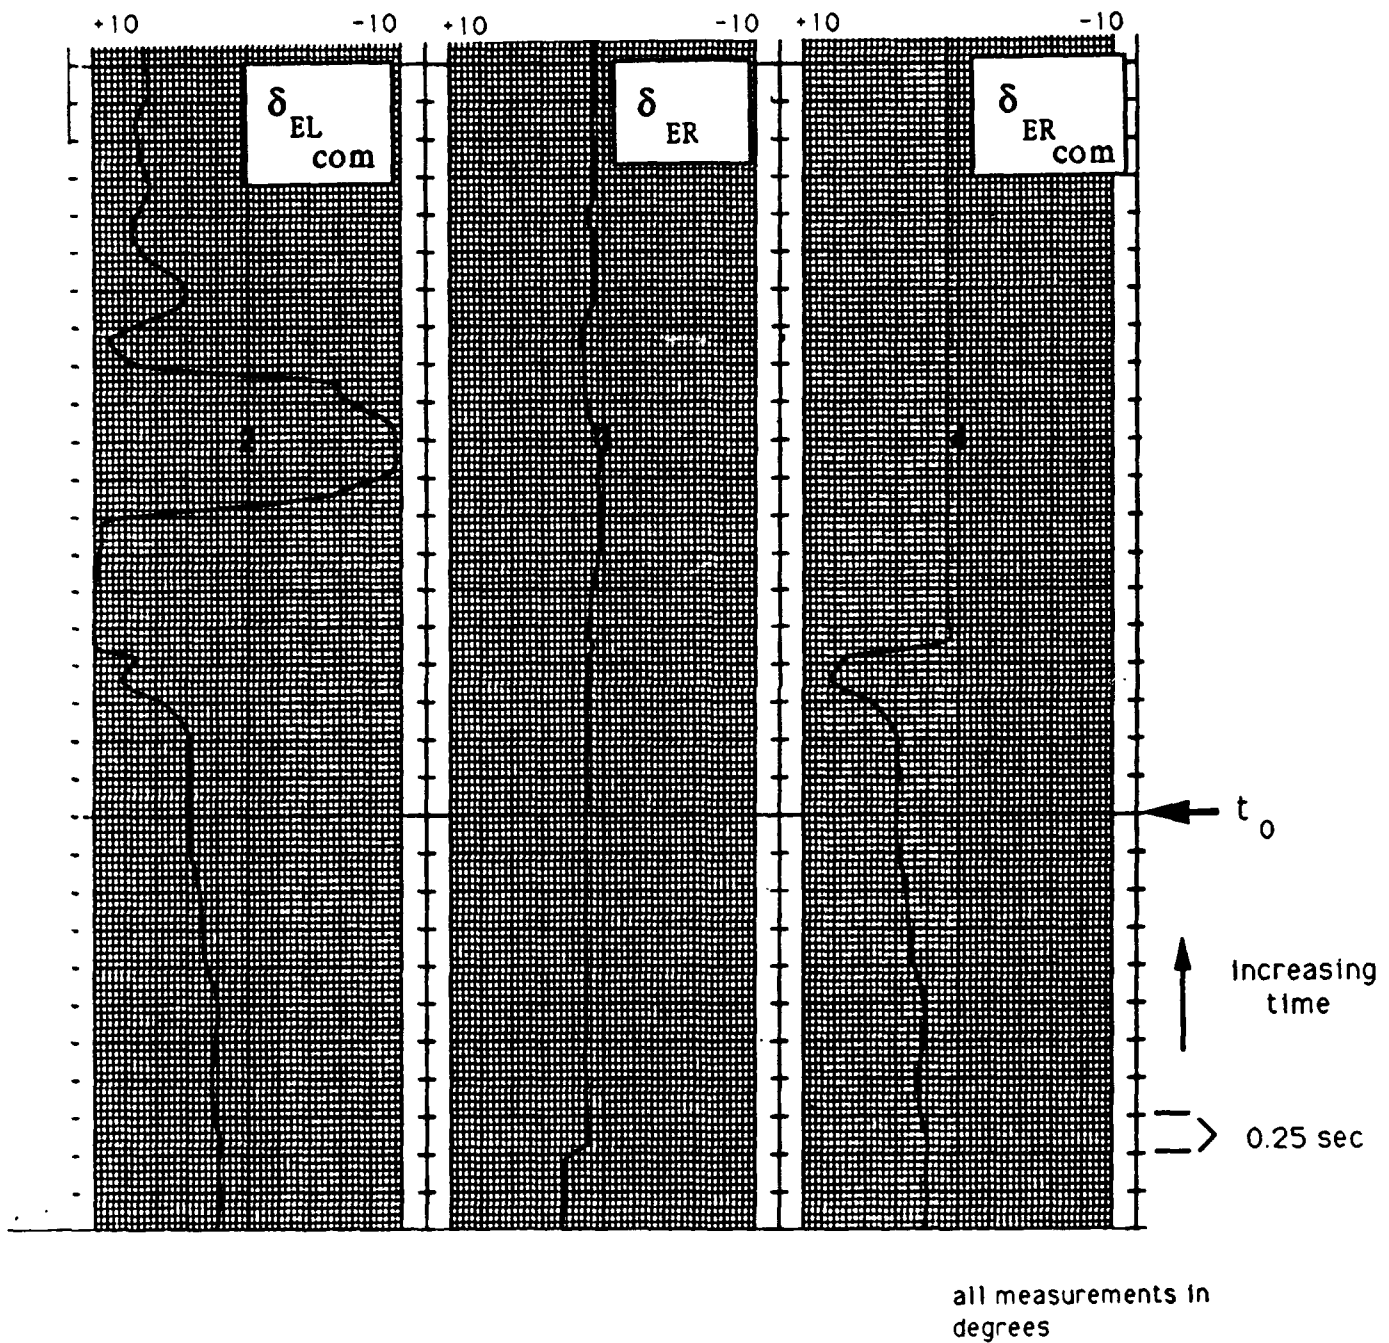 +10 -10 +10 -10 +10 -10
δ EL com
δ ER
δ ER com
t 0
increasing
time
0.25 sec
all measurements in
degrees